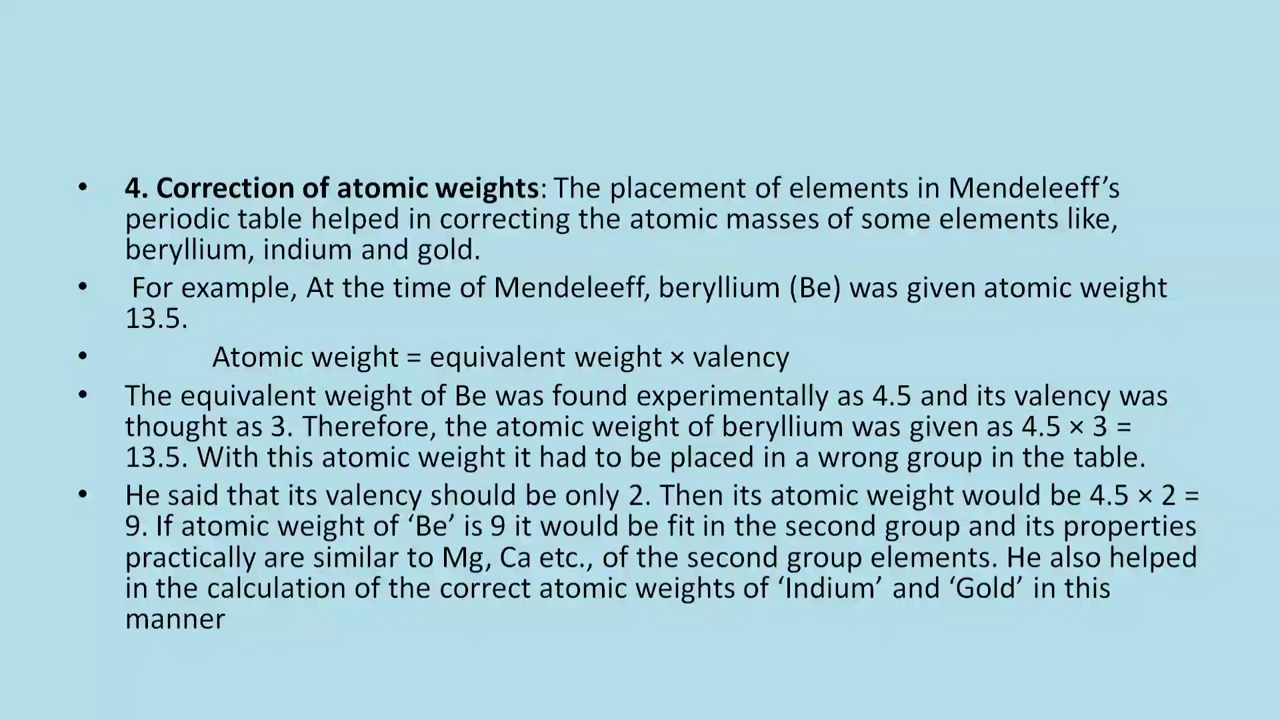 • 4. Correction of atomic weights: The placement of elements in Mendeleeff’s
periodic table helped in correcting the atomic masses of some elements like,
beryllium, indium and gold.
• For example, At the time of Mendeleeff, beryllium (Be) was given atomic weight
13.5.
• Atomic weight = equivalent weight × valency
• The equivalent weight of Be was found experimentally as 4.5 and its valency was
thought as 3. Therefore, the atomic weight of beryllium was given as 4.5 × 3 =
13.5. With this atomic weight it had to be placed in a wrong group in the table.
• He said that its valency should be only 2. Then its atomic weight would be 4.5 × 2 =
9. If atomic weight of ‘Be’ is 9 it would be fit in the second group and its properties
practically are similar to Mg, Ca etc., of the second group elements. He also helped
in the calculation of the correct atomic weights of ‘Indium’ and ‘Gold’ in this
manner